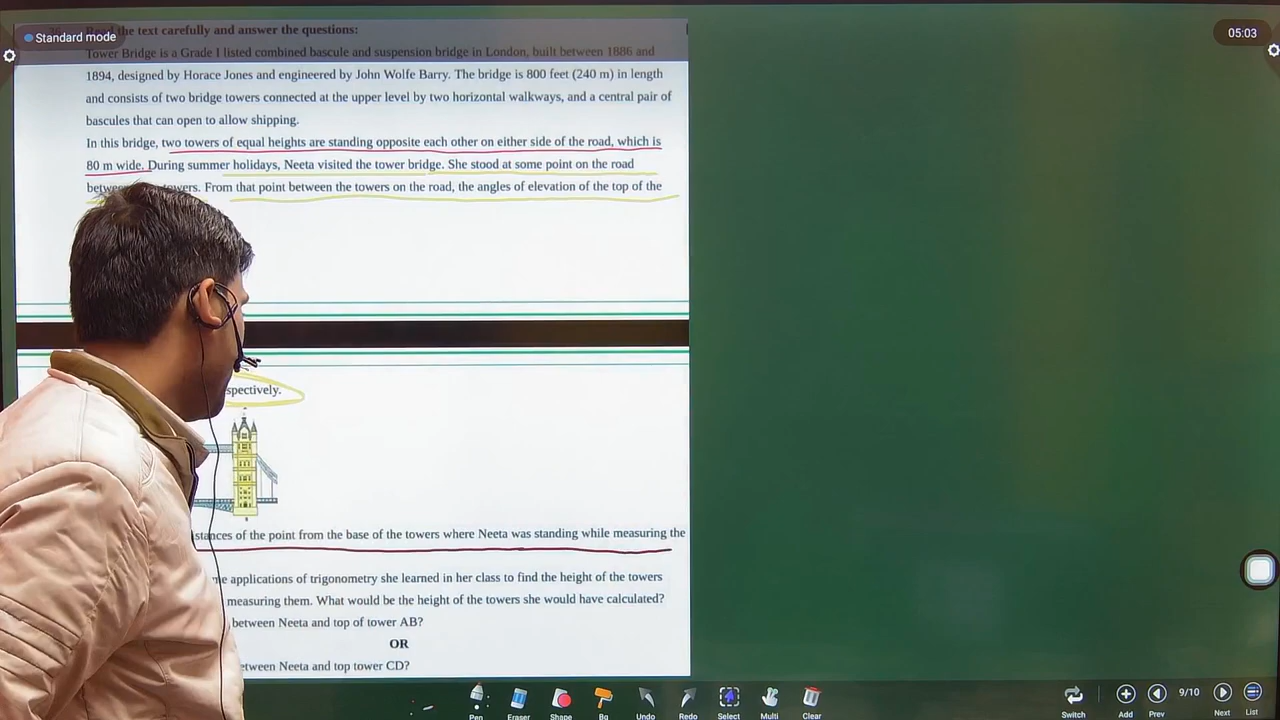 Standard mode
05:03
the text carefully and answer the questions:
Tower Bridge is a Grade I listed combined bascule and suspension bridge in London, built between 1886 and
1894, designed by Horace Jones and engineered by John Wolfe Barry. The bridge is 800 feet (240 m) in length
and consists of two bridge towers connected at the upper level by two horizontal walkways, and a central pair of
bascules that can open to allow shipping.
In this bridge, two towers of equal heights are standing opposite each other on either side of the road, which is
80 m wide. During summer holidays, Neeta visited the tower bridge. She stood at some point on the road
towers. From that point between the towers on the road, the angles of elevation of the top of the
spectively.
stances of the point from the base of the towers where Neeta was standing while measuring the
applications of trigonometry she learned in her class to find the height of the towers
measuring them. What would be the height of the towers she would have calculated?
between Neeta and top of tower AB?
OR
etween Neeta and top tower CD?
Pen Eraser Shape Bg Undo Redo Select Multi Clear Switch Add Prev 9/10 Next List